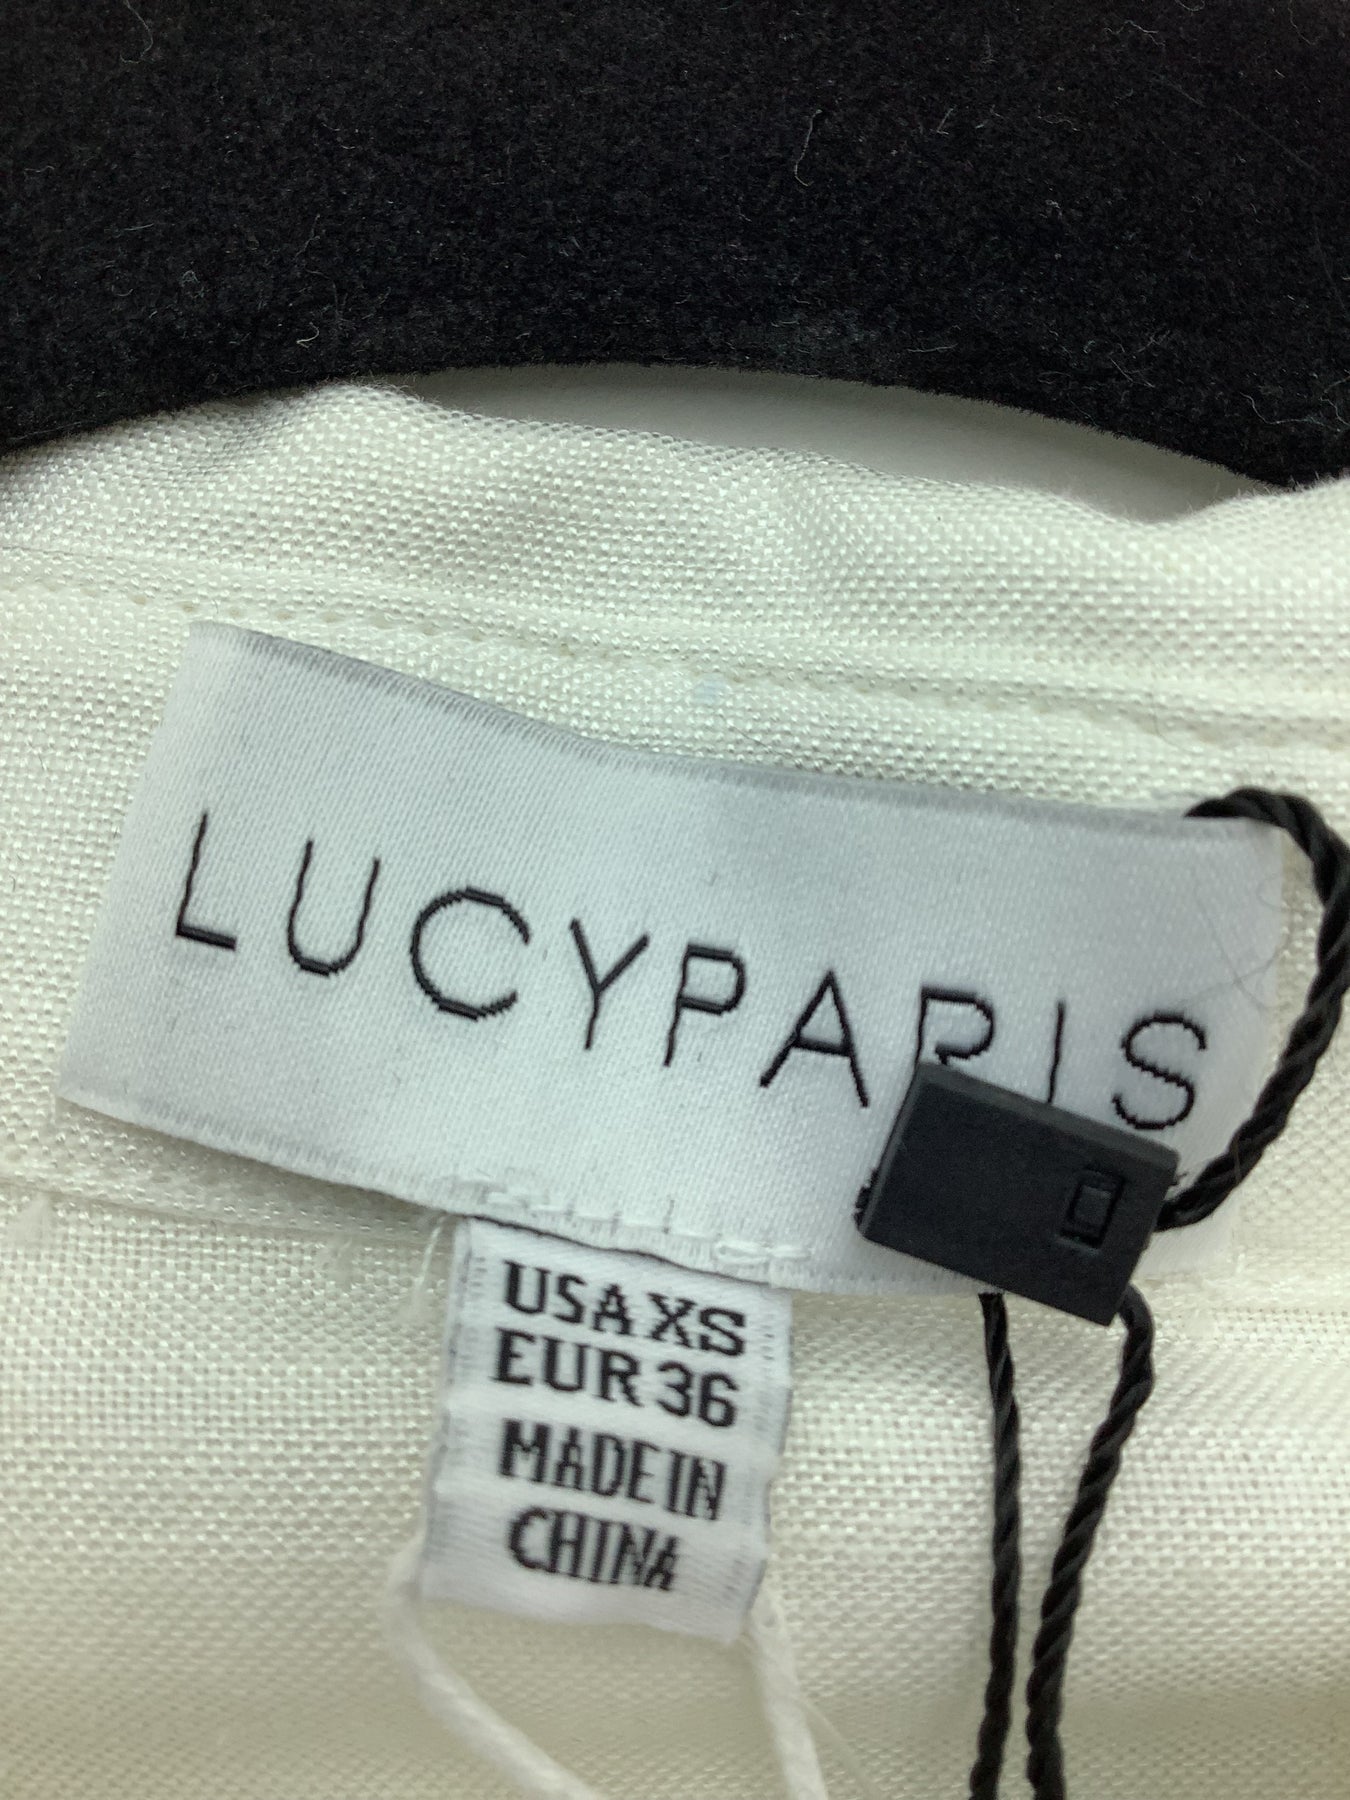 LUCYPARIS
USA XS
EUR 36
MADE IN
CHINA